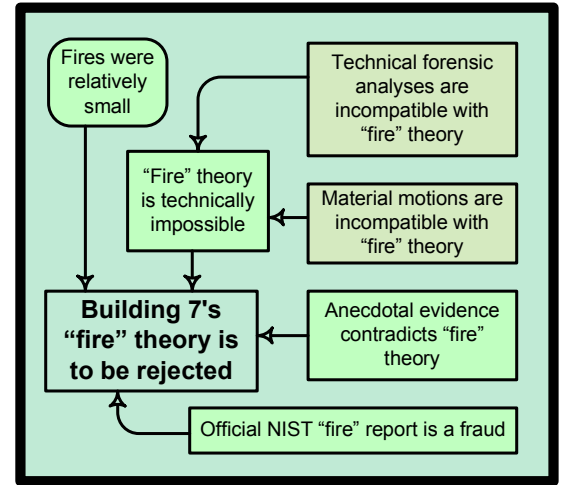 Fires were
relatively
small
Technical forensic
analyses are
incompatible with
“fire” theory
“Fire” theory
is technically
impossible
Material motions are
incompatible with
“fire” theory
Building 7's
“fire” theory is
to be rejected
Anecdotal evidence
contradicts “fire”
theory
Official NIST “fire” report is a fraud